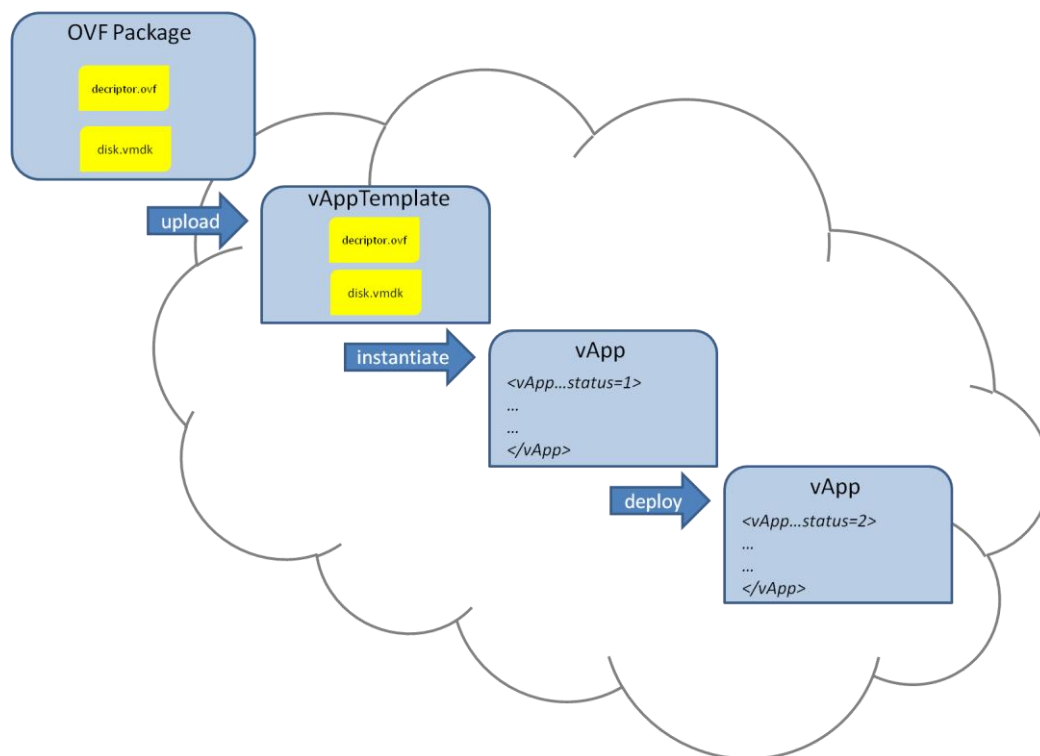 OVF Package
decriptor.ovf
disk.vmdk
upload
vAppTemplate
decriptor.ovf
disk.vmdk
instantiate
vApp
<vApp...status=1>
...
...
</vApp>
deploy
vApp
<vApp...status=2>
...
...
</vApp>